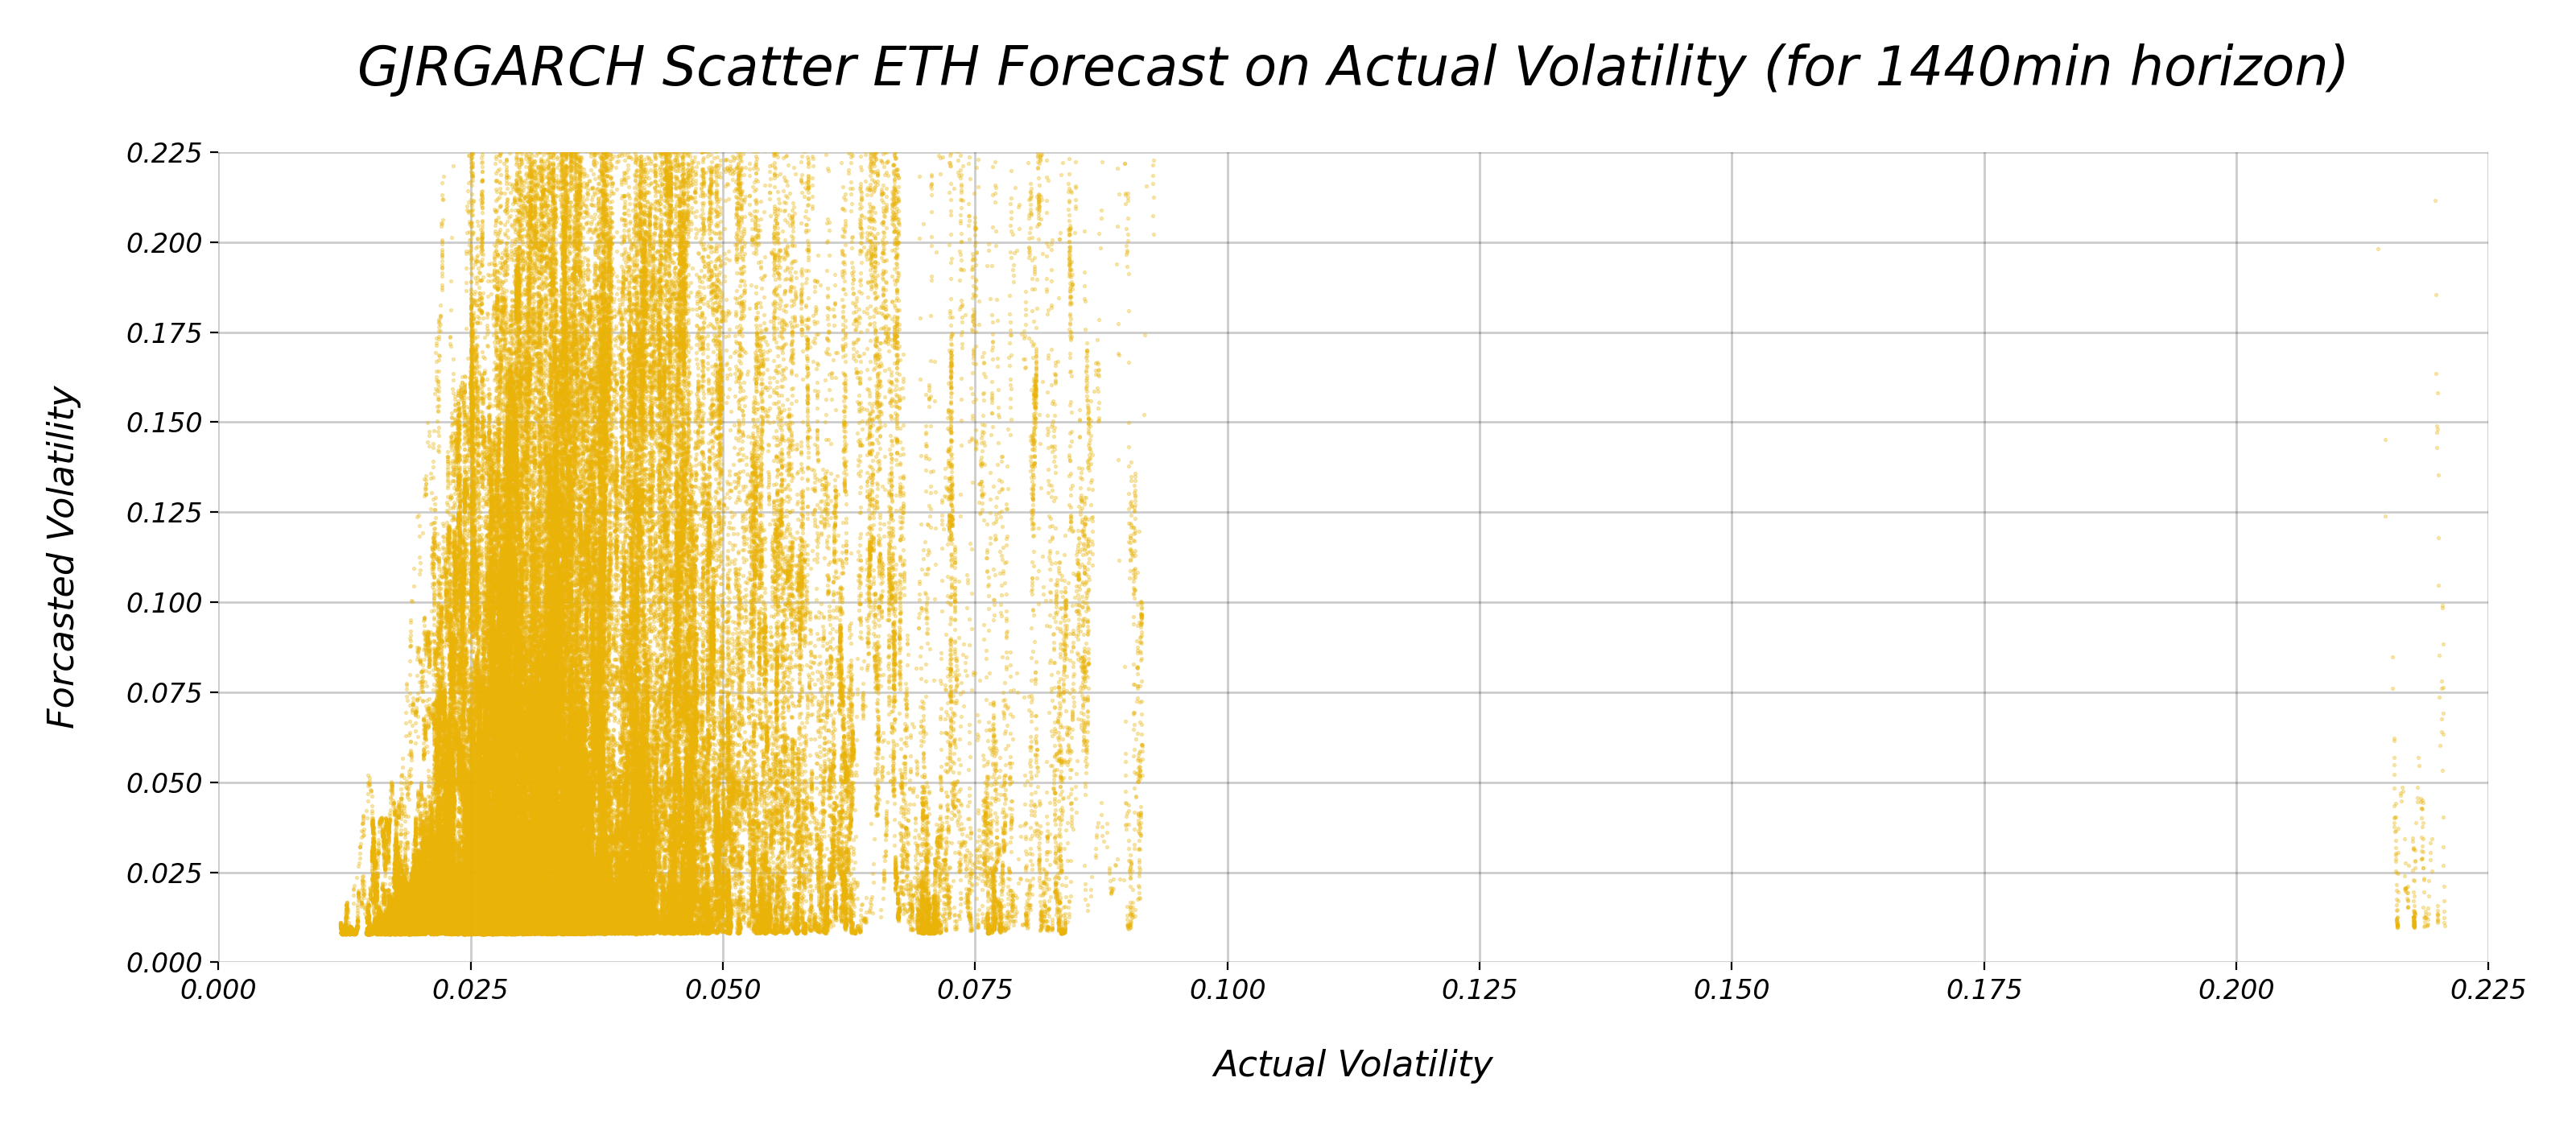 GJRGARCH Scatter ETH Forecast on Actual Volatility (for 1440min horizon)
0.225
0.200
0.175
0.150
0.125
0.100
0.075
0.050
0.025
0.000
Forcasted Volatility
0.000 0.025 0.050 0.075 0.100 0.125 0.150 0.175 0.200 0.225
Actual Volatility